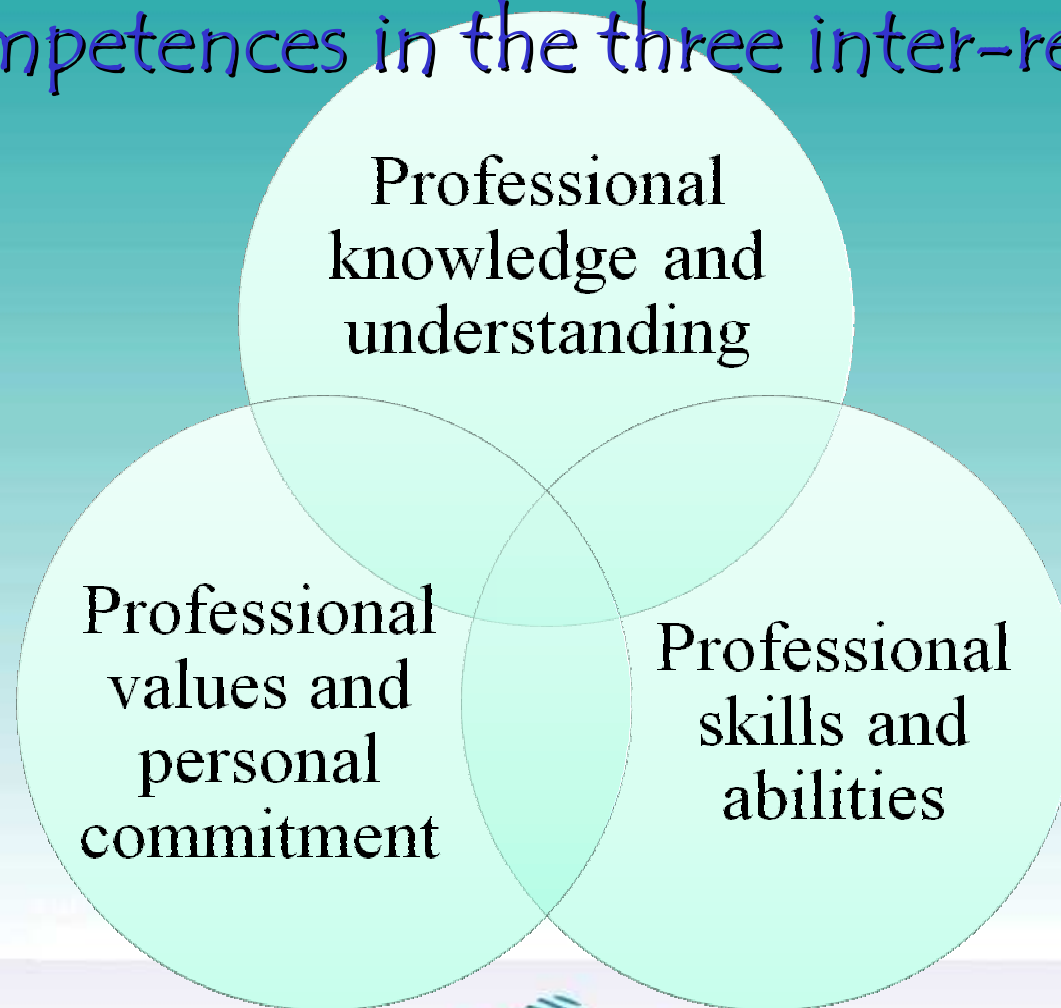 mpetences in the three inter-re
Professional
knowledge and
understanding
Professional
values and
personal
commitment
Professional
skills and
abilities